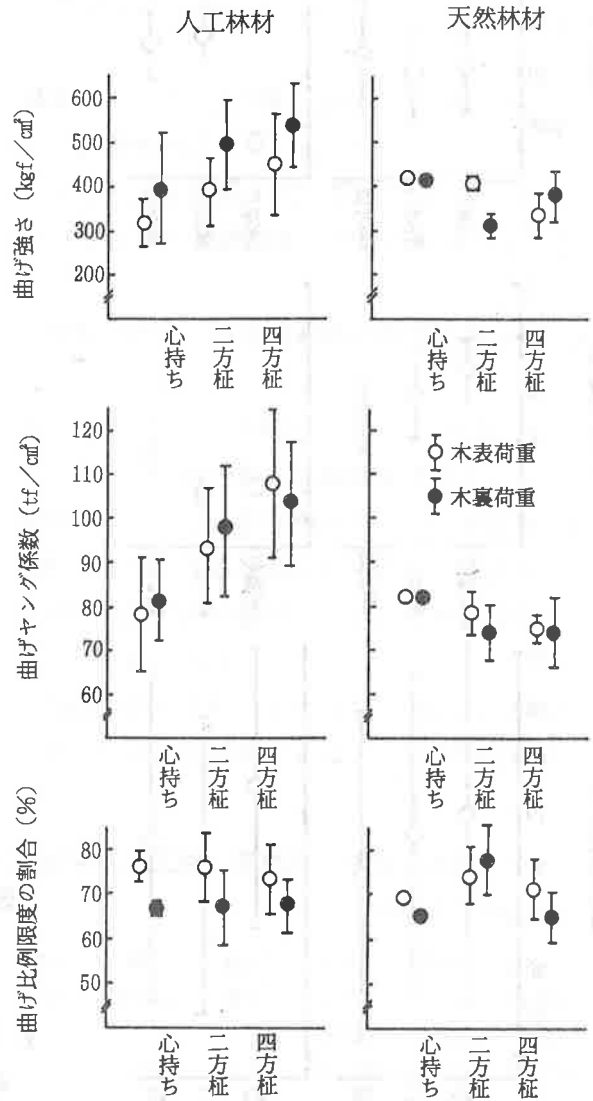 人工林材
天然林材
曲げ強さ (kgf/c㎡)
600
500
400
300
200
心持ち
二方柾
四方柾
心持ち
二方柾
四方柾
曲げヤング係数 (tf/c㎡)
120
110
100
90
80
70
60
木表荷重
木裏荷重
心持ち
二方柾
四方柾
心持ち
二方柾
四方柾
曲げ比例限度の割合 (%)
80
70
60
50
心持ち
二方柾
四方柾
心持ち
二方柾
四方柾